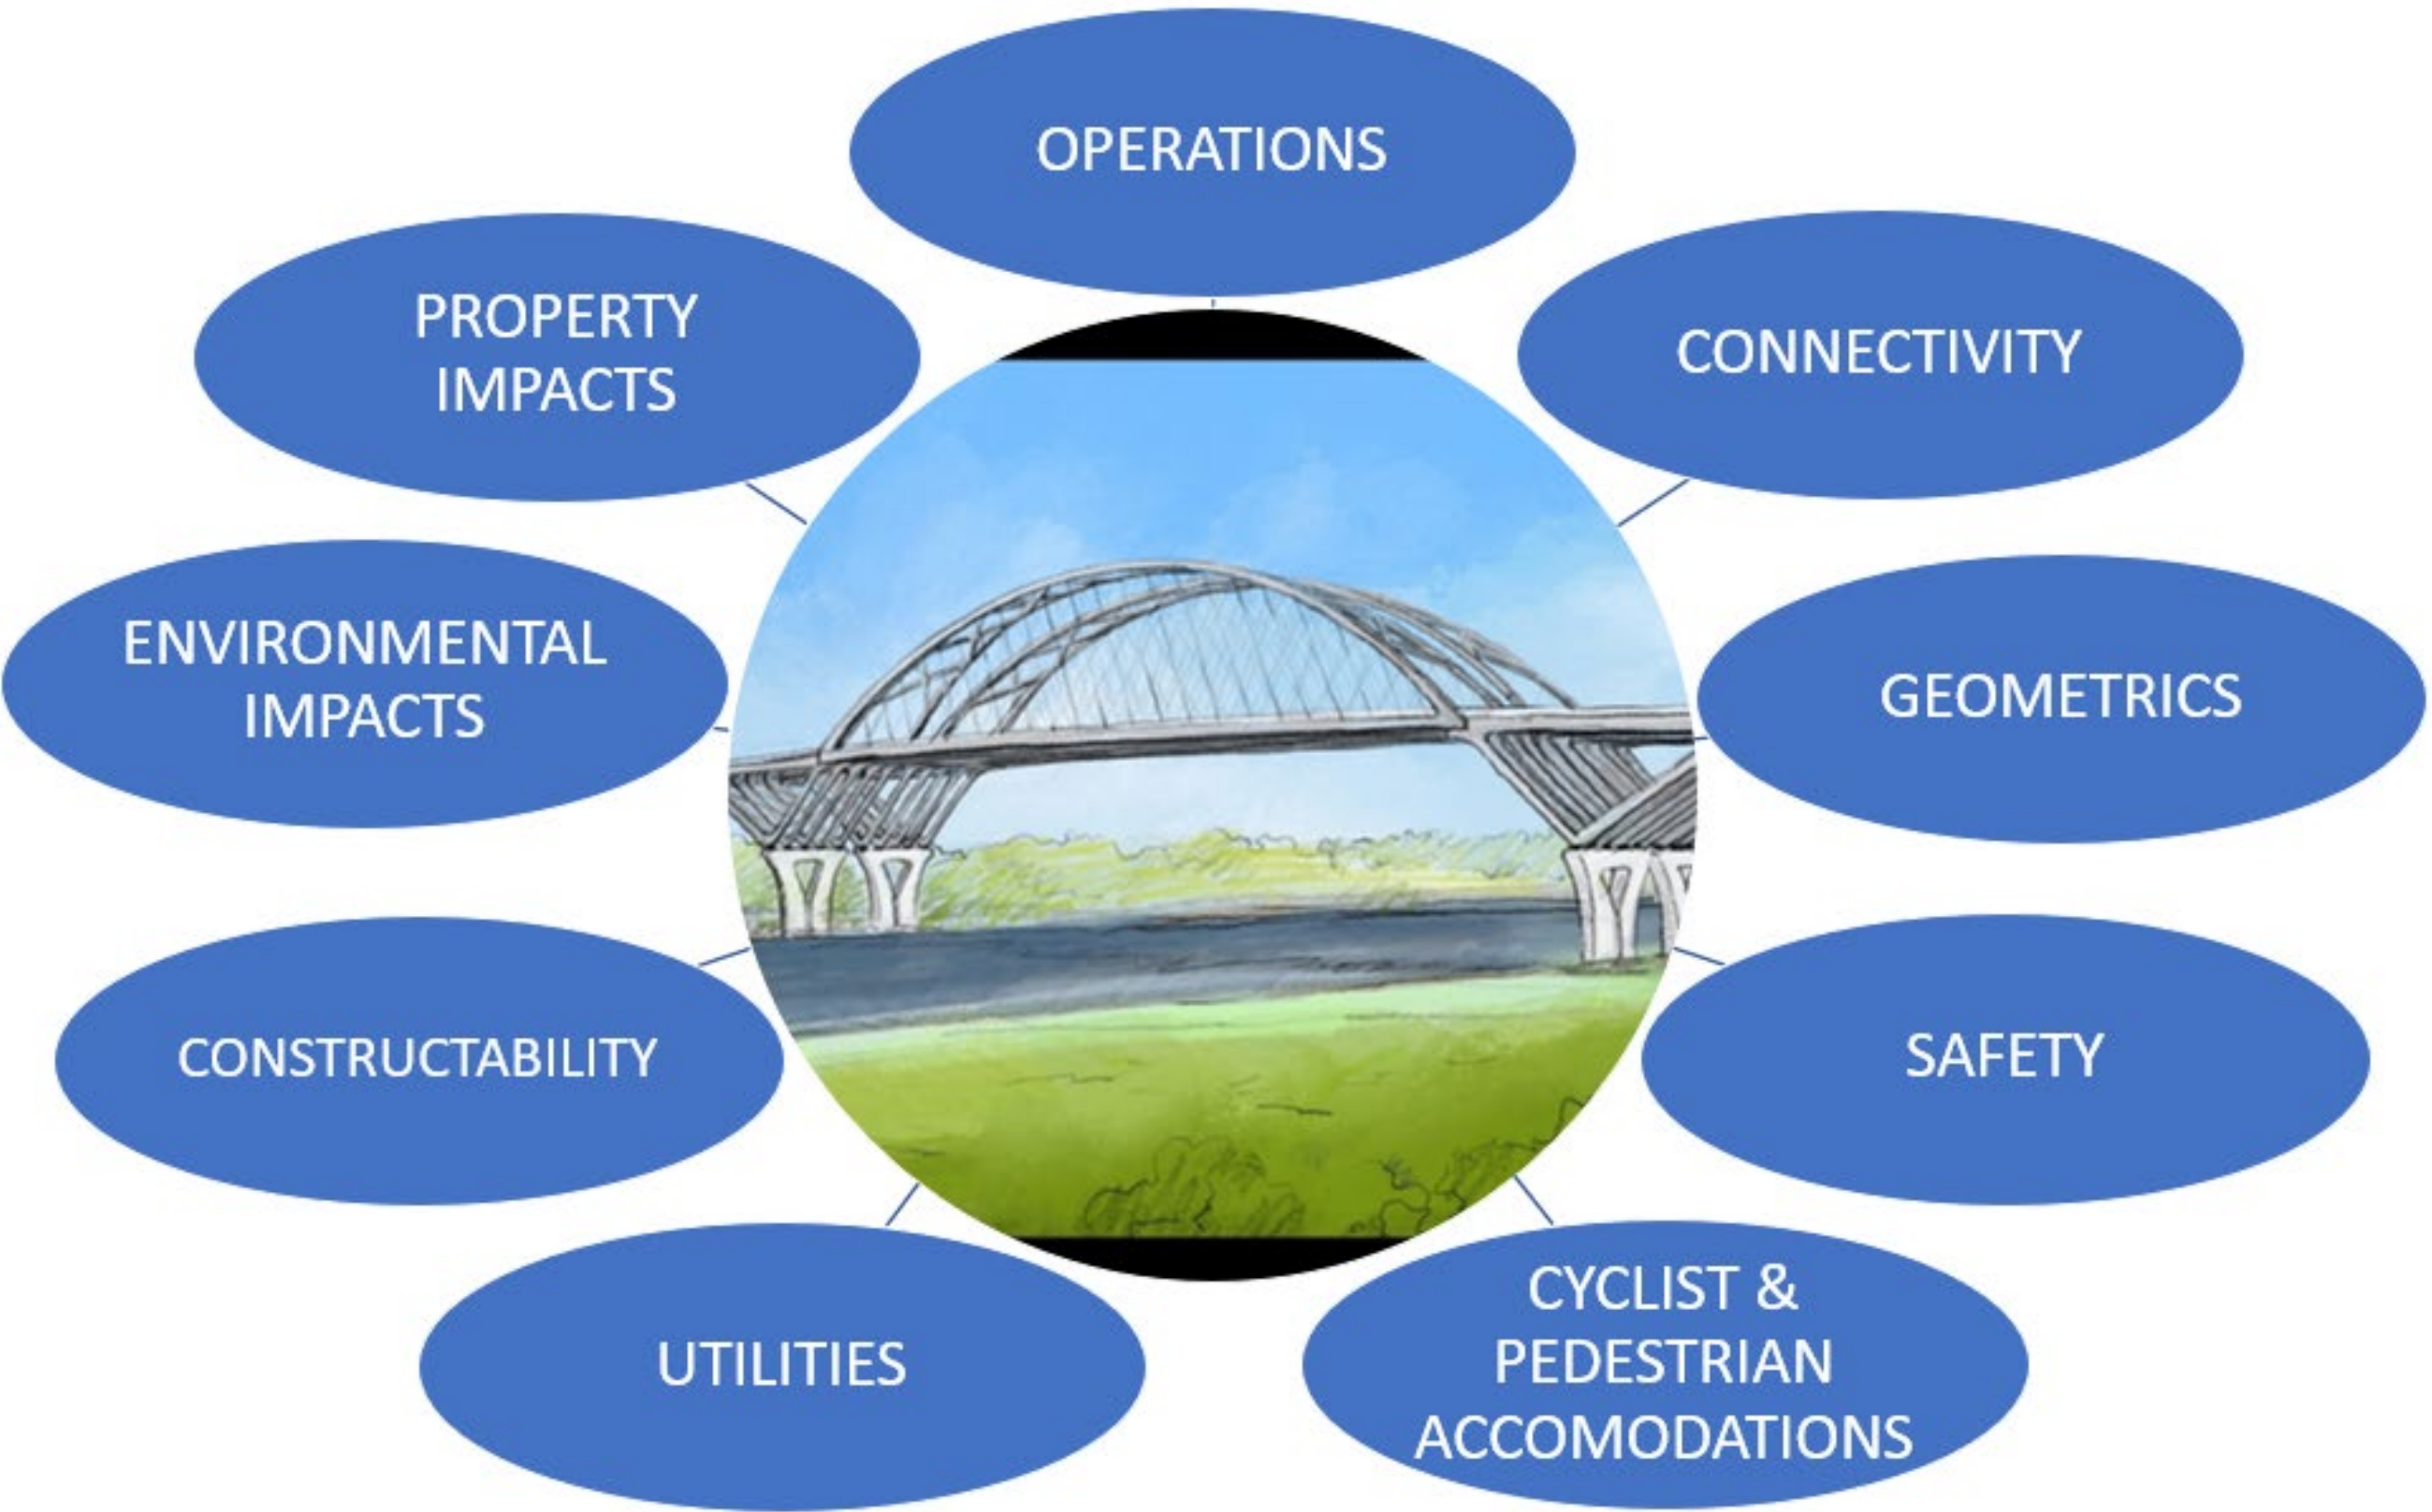 OPERATIONS
CONNECTIVITY
GEOMETRICS
SAFETY
CYCLIST &
PEDESTRIAN
ACCOMODATIONS
UTILITIES
CONSTRUCTABILITY
ENVIRONMENTAL
IMPACTS
PROPERTY
IMPACTS